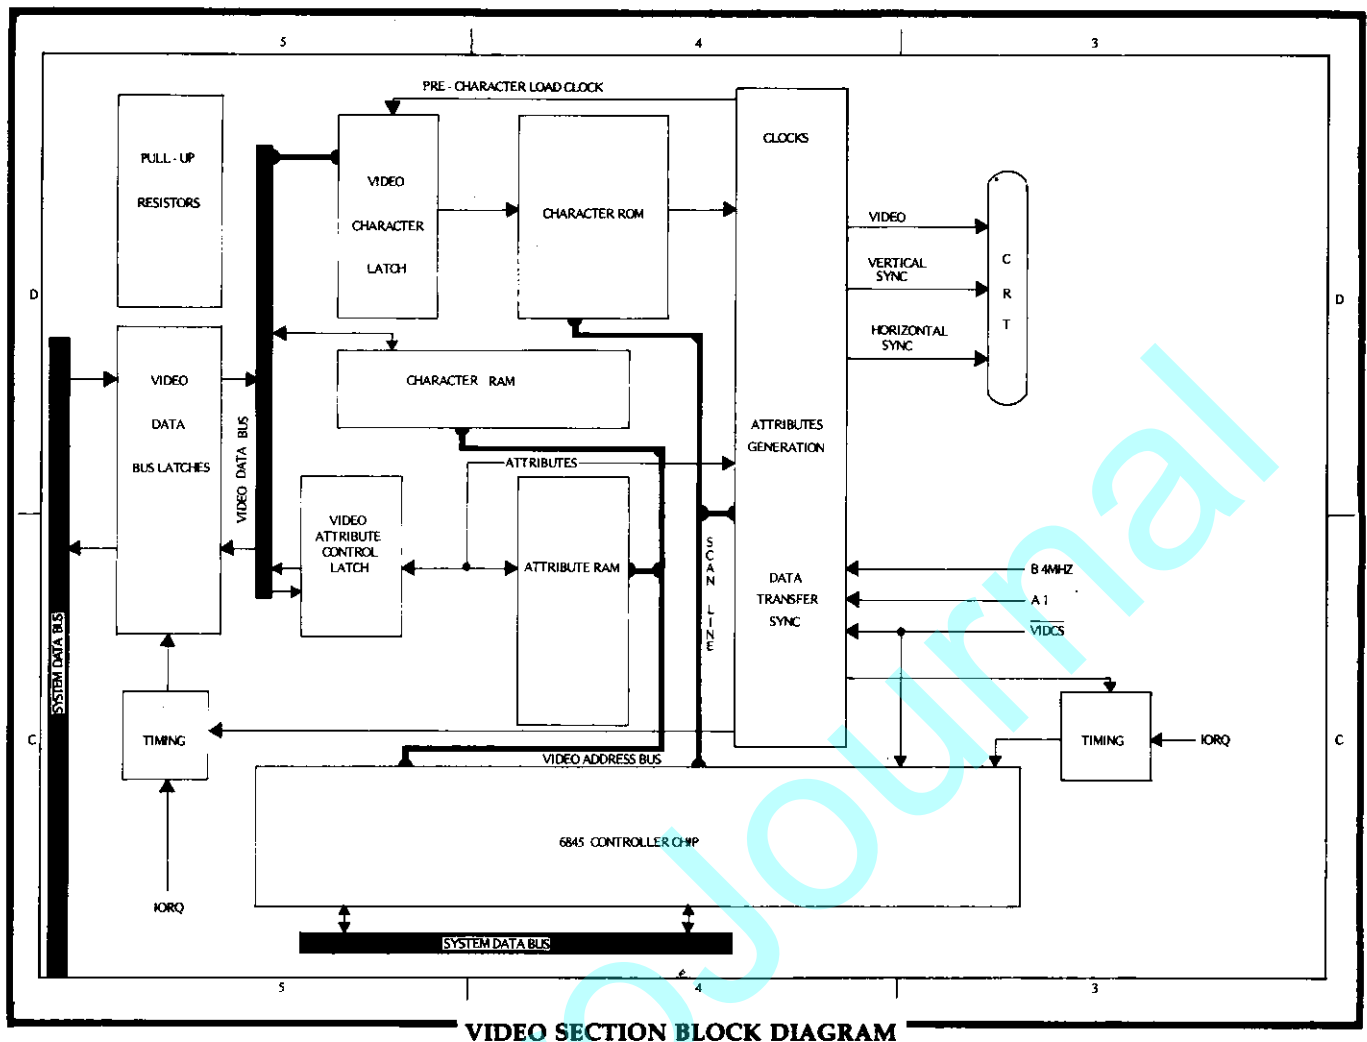 5 4 3
PRE - CHARACTER LOAD CLOCK
PULL - UP
RESISTORS
VIDEO
CHARACTER
LATCH
CHARACTER ROM
CLOCKS
VIDEO
VERTICAL
SYNC
HORIZONTAL
SYNC
C
R
T
D
D
VIDEO
DATA
BUS LATCHES
VIDEO DATA BUS
CHARACTER RAM
ATTRIBUTES
ATTRIBUTES
GENERATION
VIDEO
ATTRIBUTE
CONTROL
LATCH
ATTRIBUTE RAM
SCAN LINE
DATA
TRANSFER
SYNC
B 4MHZ
A 1
VIDCS
SYSTEM DATA BUS
C
TIMING
VIDEO ADDRESS BUS
TIMING
IORQ
C
6845 CONTROLLER CHIP
IORQ
SYSTEM DATA BUS
5 4 3
VIDEO SECTION BLOCK DIAGRAM
oJournal